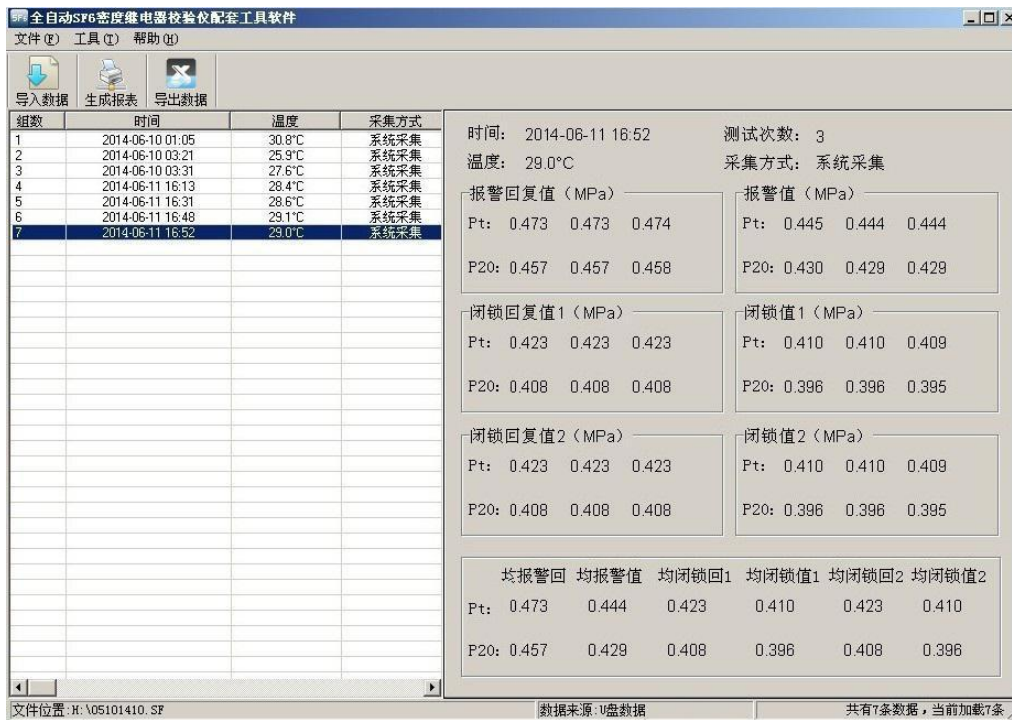 SF6 全自动SF6密度继电器校验仪配套工具软件
文件(F) 工具(T) 帮助(H)
导入数据 生成报表 导出数据
组数 时间 温度 采集方式
1 2014-06-10 01:05 30.8°C 系统采集
2 2014-06-10 03:21 25.9°C 系统采集
3 2014-06-10 03:31 27.6°C 系统采集
4 2014-06-11 16:13 28.4°C 系统采集
5 2014-06-11 16:31 28.6°C 系统采集
6 2014-06-11 16:48 29.1°C 系统采集
7 2014-06-11 16:52 29.0°C 系统采集
时间: 2014-06-11 16:52 测试次数: 3
温度: 29.0°C 采集方式: 系统采集
报警回复值(MPa)
Pt: 0.473 0.473 0.474
P20: 0.457 0.457 0.458
报警值(MPa)
Pt: 0.445 0.444 0.444
P20: 0.430 0.429 0.429
闭锁回复值1(MPa)
Pt: 0.423 0.423 0.423
P20: 0.408 0.408 0.408
闭锁值1(MPa)
Pt: 0.410 0.410 0.409
P20: 0.396 0.396 0.395
闭锁回复值2(MPa)
Pt: 0.423 0.423 0.423
P20: 0.408 0.408 0.408
闭锁值2(MPa)
Pt: 0.410 0.410 0.409
P20: 0.396 0.396 0.395
均报警回 均报警值 均闭锁回1 均闭锁值1 均闭锁回2 均闭锁值2
Pt: 0.473 0.444 0.423 0.410 0.423 0.410
P20: 0.457 0.429 0.408 0.396 0.408 0.396
文件位置:H:\05101410.SF 数据来源:U盘数据 共有7条数据，当前加载7条